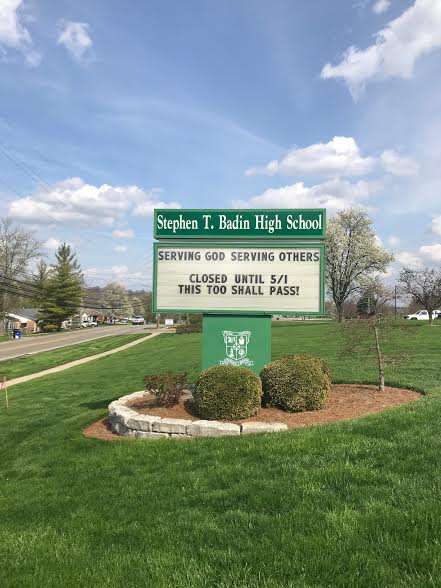 Stephen T. Badin High School
SERVING GOD SERVING OTHERS
CLOSED UNTIL 5/1
THIS TOO SHALL PASS!